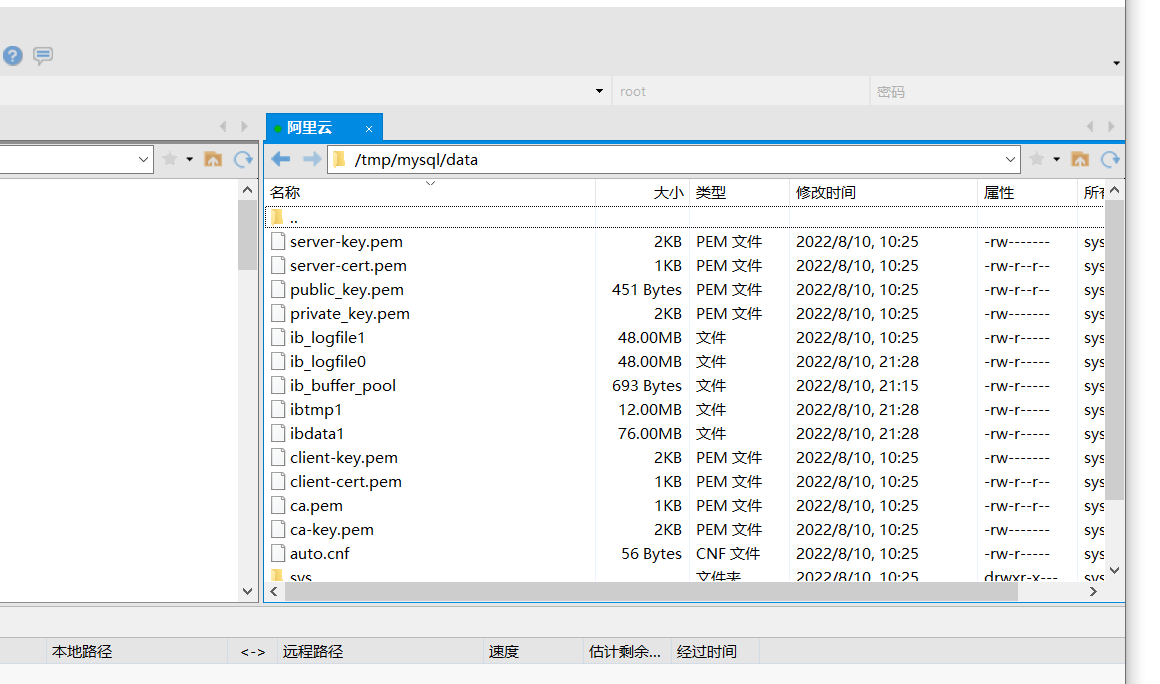 root 密码
阿里云 ×
/tmp/mysql/data
名称 大小 类型 修改时间 属性 所有
..
server-key.pem 2KB PEM 文件 2022/8/10, 10:25 -rw------- sys
server-cert.pem 1KB PEM 文件 2022/8/10, 10:25 -rw-r--r-- sys
public_key.pem 451 Bytes PEM 文件 2022/8/10, 10:25 -rw-r--r-- sys
private_key.pem 2KB PEM 文件 2022/8/10, 10:25 -rw------- sys
ib_logfile1 48.00MB 文件 2022/8/10, 10:25 -rw-r----- sys
ib_logfile0 48.00MB 文件 2022/8/10, 21:28 -rw-r----- sys
ib_buffer_pool 693 Bytes 文件 2022/8/10, 21:15 -rw-r----- sys
ibtmp1 12.00MB 文件 2022/8/10, 21:28 -rw-r----- sys
ibdata1 76.00MB 文件 2022/8/10, 21:28 -rw-r----- sys
client-key.pem 2KB PEM 文件 2022/8/10, 10:25 -rw------- sys
client-cert.pem 1KB PEM 文件 2022/8/10, 10:25 -rw-r--r-- sys
ca.pem 1KB PEM 文件 2022/8/10, 10:25 -rw-r--r-- sys
ca-key.pem 2KB PEM 文件 2022/8/10, 10:25 -rw------- sys
auto.cnf 56 Bytes CNF 文件 2022/8/10, 10:25 -rw-r----- sys
sys 文件夹 2022/8/10, 10:25 drwxr-x--- sys
本地路径 <-> 远程路径 速度 估计剩余... 经过时间